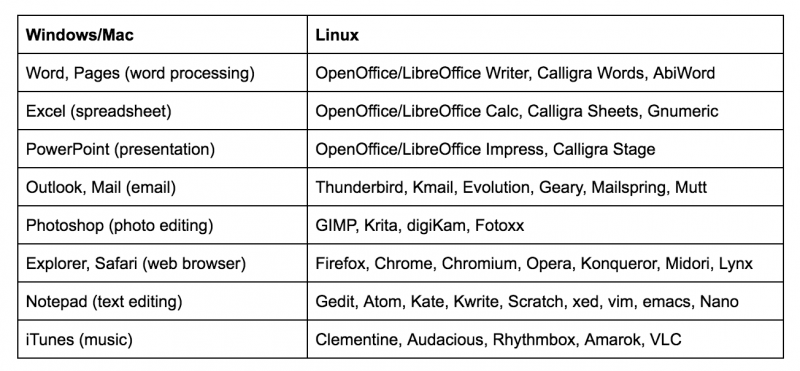 Windows/Mac Linux
Word, Pages (word processing) OpenOffice/LibreOffice Writer, Calligra Words, AbiWord
Excel (spreadsheet) OpenOffice/LibreOffice Calc, Calligra Sheets, Gnumeric
PowerPoint (presentation) OpenOffice/LibreOffice Impress, Calligra Stage
Outlook, Mail (email) Thunderbird, Kmail, Evolution, Geary, Mailspring, Mutt
Photoshop (photo editing) GIMP, Krita, digiKam, Fotoxx
Explorer, Safari (web browser) Firefox, Chrome, Chromium, Opera, Konqueror, Midori, Lynx
Notepad (text editing) Gedit, Atom, Kate, Kwrite, Scratch, xed, vim, emacs, Nano
iTunes (music) Clementine, Audacious, Rhythmbox, Amarok, VLC